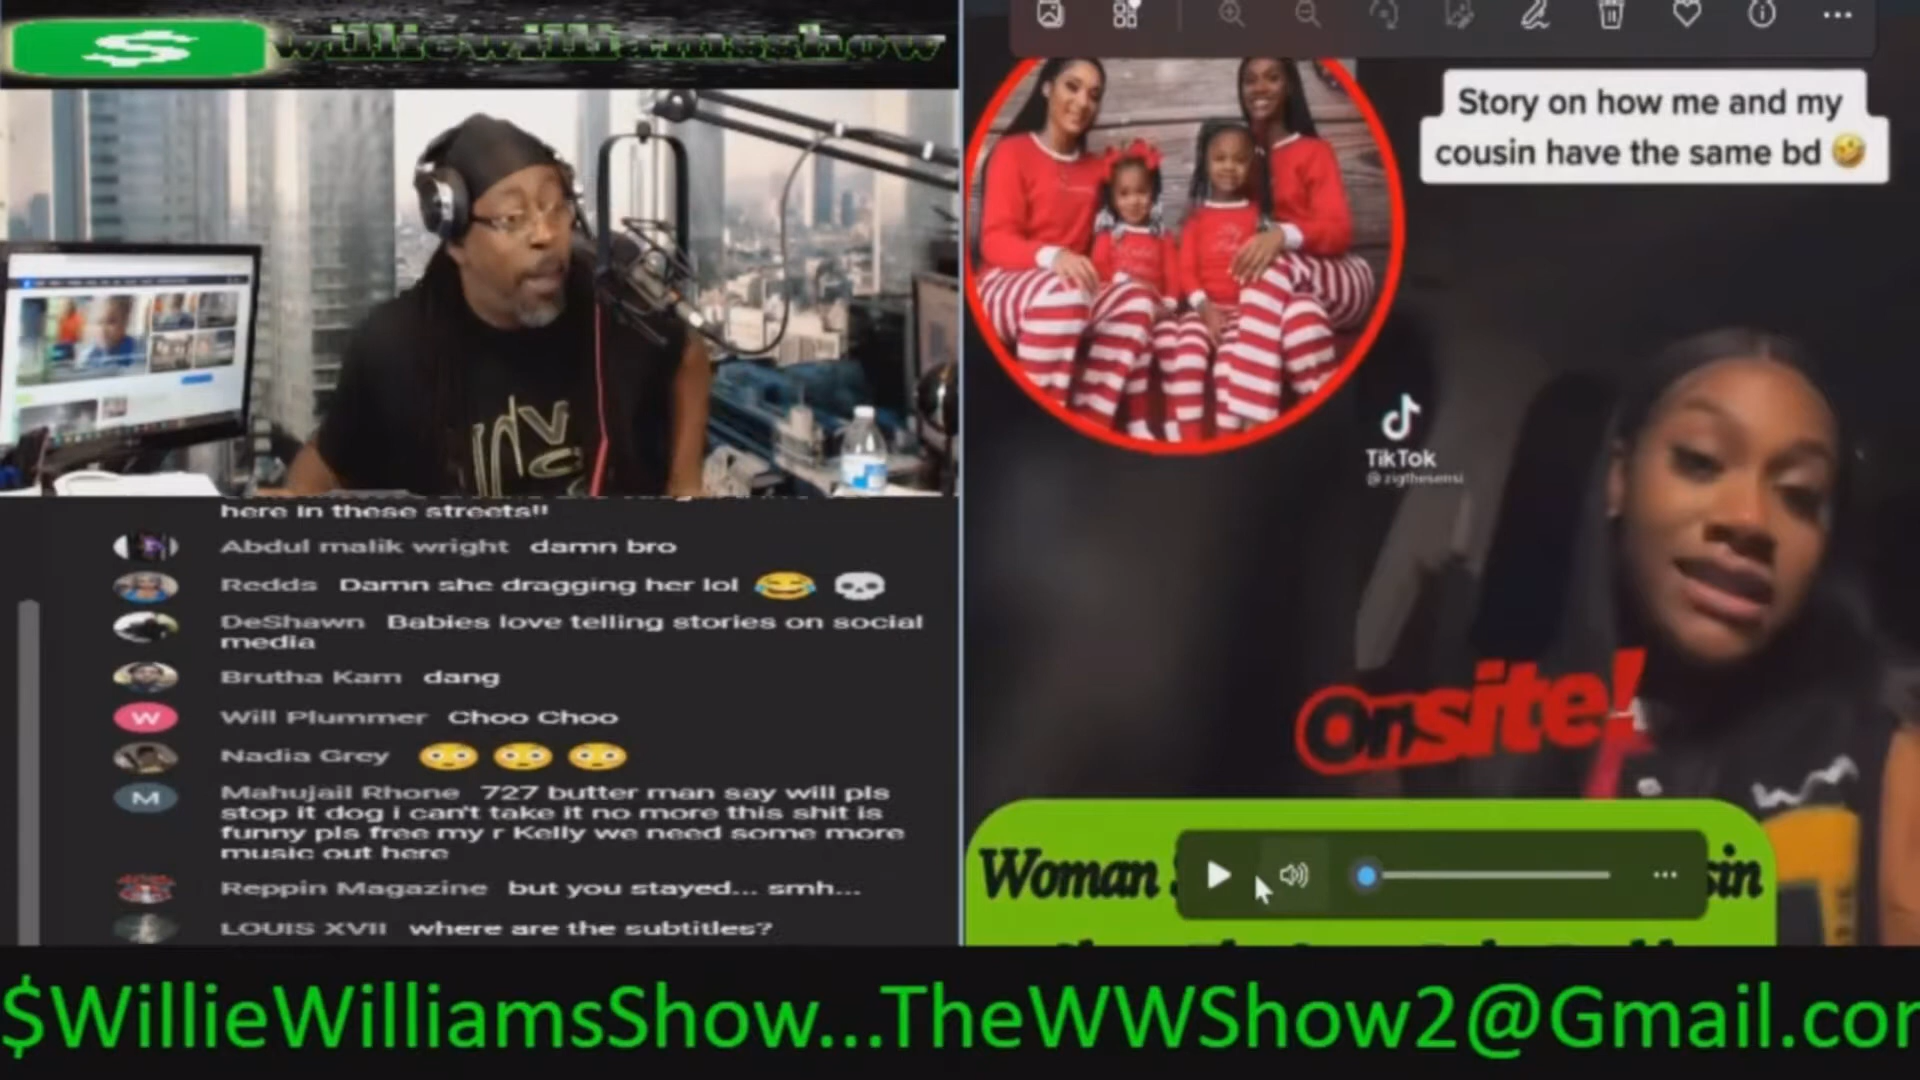 $ williewilliamsshow
here in these streets!!
Abdul malik wright damn bro
Redds Damn she dragging her lol 😂 💀
DeShawn Babies love telling stories on social
media
Brutha Kam dang
W Will Plummer Choo Choo
Nadia Grey 😳 😳 😳
M Mahujail Rhone 727 butter man say will pls
stop it dog i can't take it no more this shit is
funny pls free my r Kelly we need some more
music out here
Reppin Magazine but you stayed... smh...
LOUIS XVII where are the subtitles?
Story on how me and my
cousin have the same bd 🤣
TikTok
@zigthesensi
Onsite!
Woman
$WillieWilliamsShow...TheWWShow2@Gmail.co